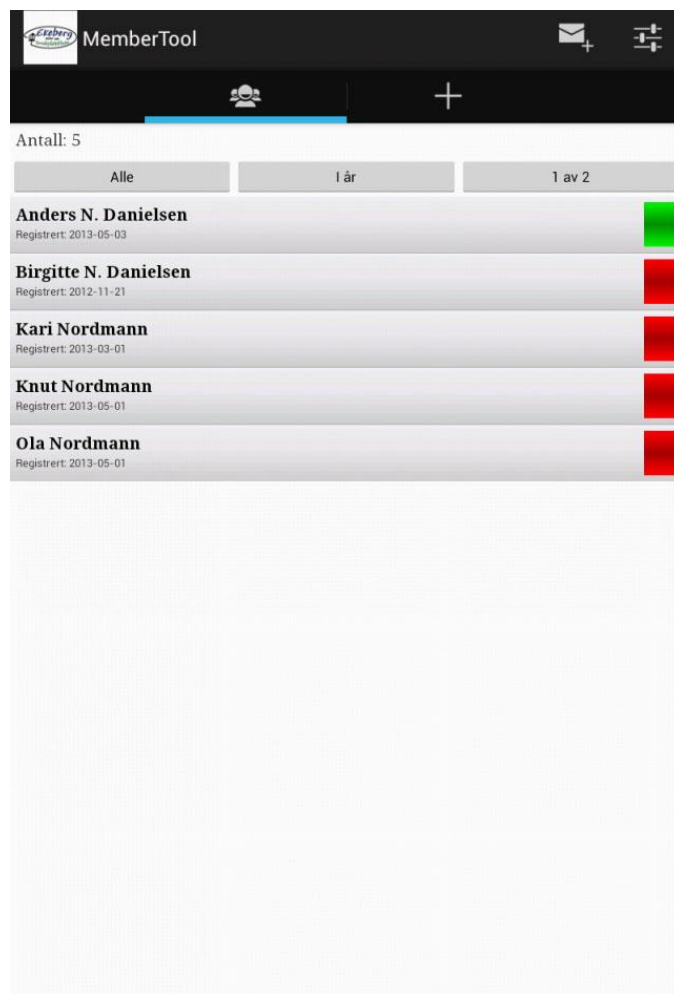 Ekeberg
MemberTool
Antall: 5
Alle
I år
1 av 2
Anders N. Danielsen
Registrert: 2013-05-03
Birgitte N. Danielsen
Registrert: 2012-11-21
Kari Nordmann
Registrert: 2013-03-01
Knut Nordmann
Registrert: 2013-05-01
Ola Nordmann
Registrert: 2013-05-01